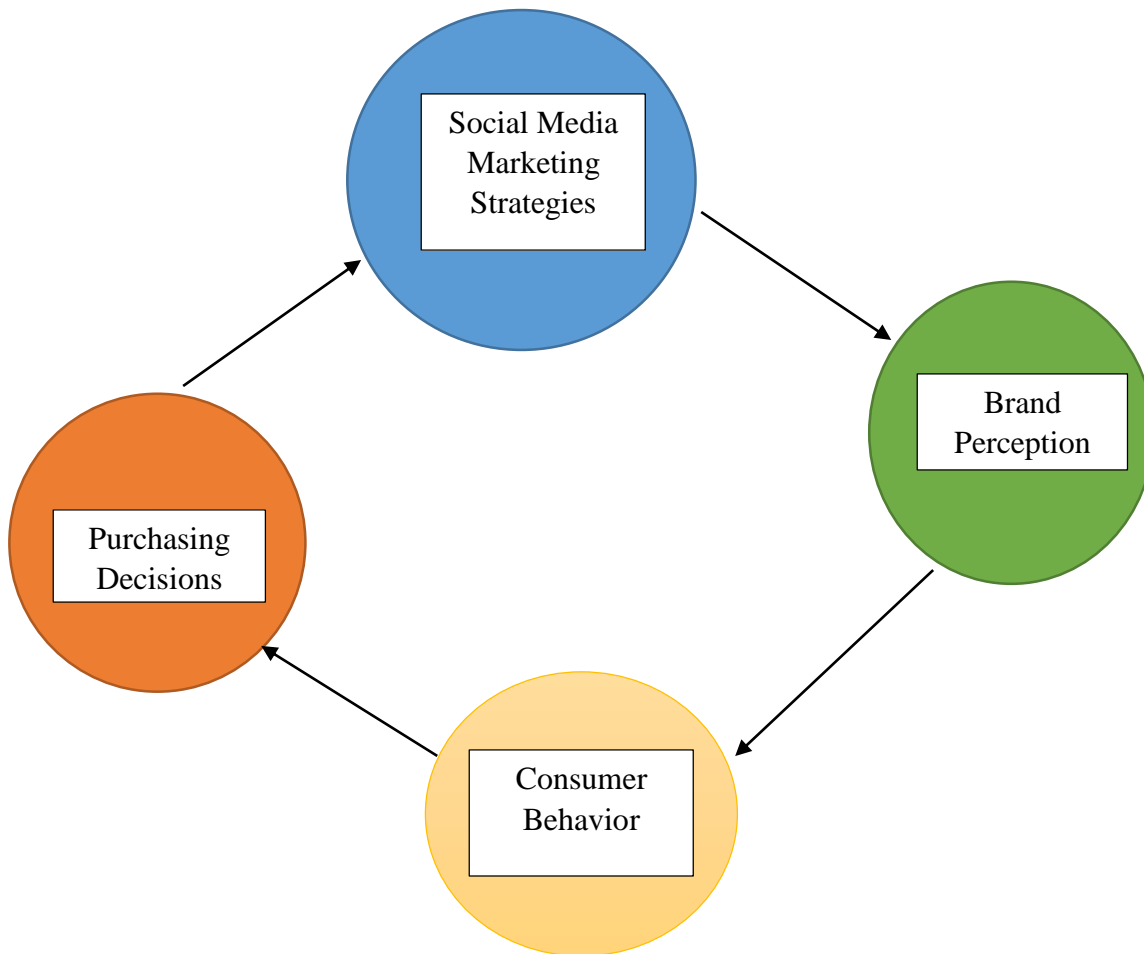 Social Media
Marketing
Strategies
Brand
Perception
Purchasing
Decisions
Consumer
Behavior